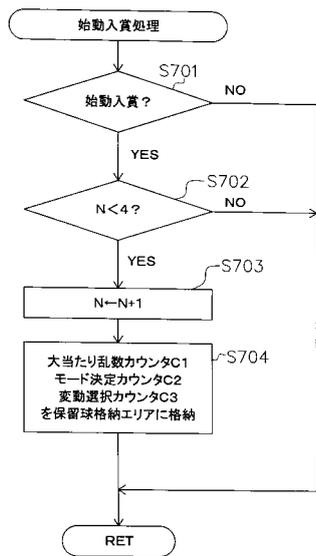 始動入賞処理
S701
始動入賞？
NO
YES
S702
N<4？
NO
YES
S703
N←N+1
S704
大当たり乱数カウンタC1
モード決定カウンタC2
変動選択カウンタC3
を保留球格納エリアに格納
RET